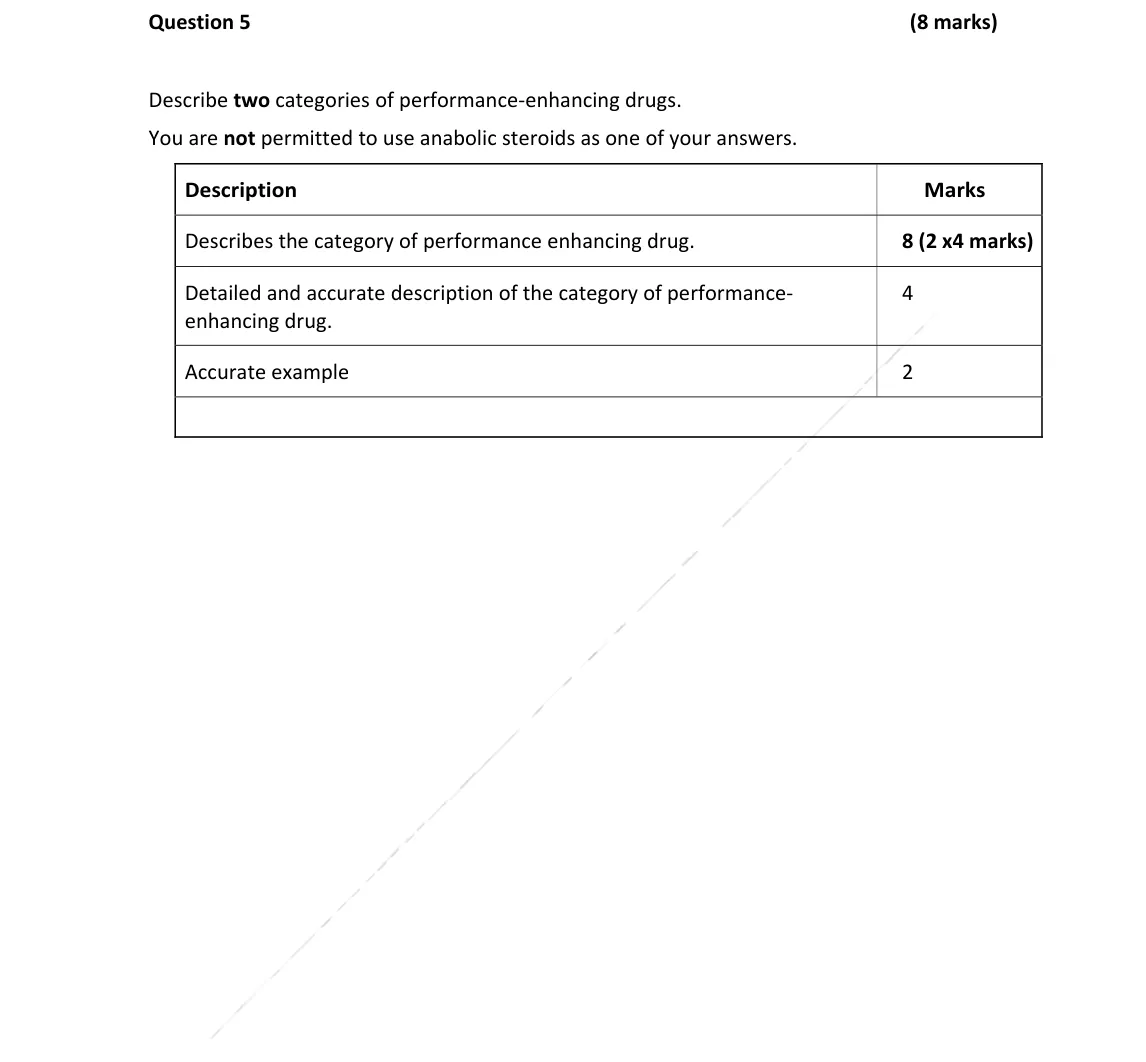 Question 5 (8 marks)
Describe two categories of performance-enhancing drugs.
You are not permitted to use anabolic steroids as one of your answers.
Description Marks
Describes the category of performance enhancing drug. 8 (2 x4 marks)
Detailed and accurate description of the category of performance- 4
enhancing drug.
Accurate example 2